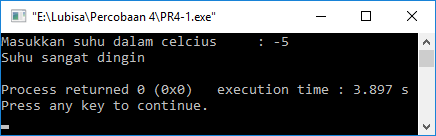 "E:\Lubisa\Percobaan 4\PR4-1.exe"
Masukkan suhu dalam celcius    : -5
Suhu sangat dingin
Process returned 0 (0x0)   execution time : 3.897 s
Press any key to continue.